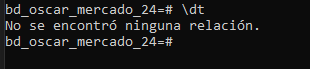 bd_oscar_mercado_24=# \dt
No se encontró ninguna relación.
bd_oscar_mercado_24=#